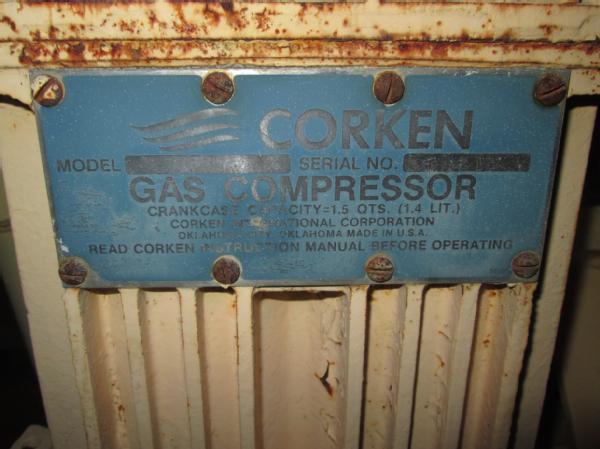 CORKEN
MODEL SERIAL NO.
GAS COMPRESSOR
CRANKCASE CAPACITY=1.5 QTS. (1.4 LIT.)
CORKEN INTERNATIONAL CORPORATION
OKLAHOMA CITY, OKLAHOMA MADE IN U.S.A.
READ CORKEN INSTRUCTION MANUAL BEFORE OPERATING